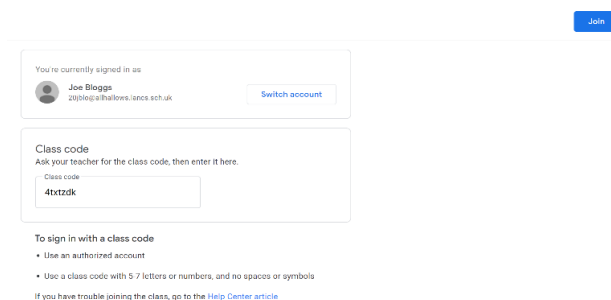 Join
You're currently signed in as
Joe Bloggs
20jblo@allhallows.lancs.sch.uk
Switch account
Class code
Ask your teacher for the class code, then enter it here.
Class code
4txtzdk
To sign in with a class code
• Use an authorized account
• Use a class code with 5-7 letters or numbers, and no spaces or symbols
If you have trouble joining the class, go to the Help Center article